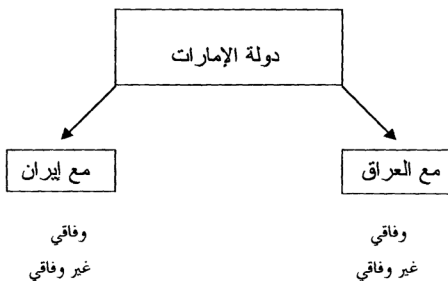 دولة الإمارات
مع العراق
وفاقي
غير وفاقي
مع إيران
وفاقي
غير وفاقي